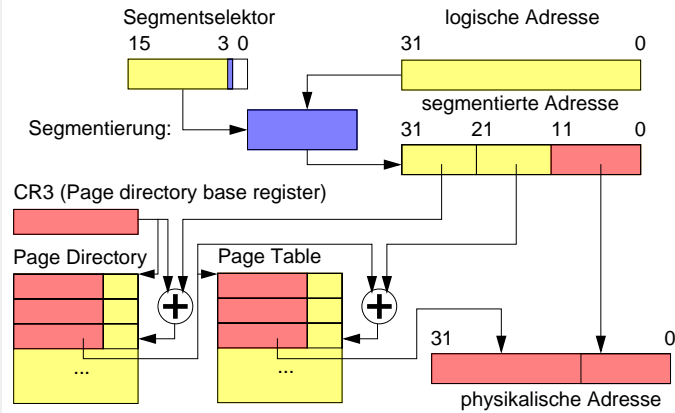 Segmentselektor
logische Adresse
15 3 0
31 0
segmentierte Adresse
Segmentierung:
31 21 11 0
CR3 (Page directory base register)
Page Directory
Page Table
+
+
31 0
...
...
physikalische Adresse